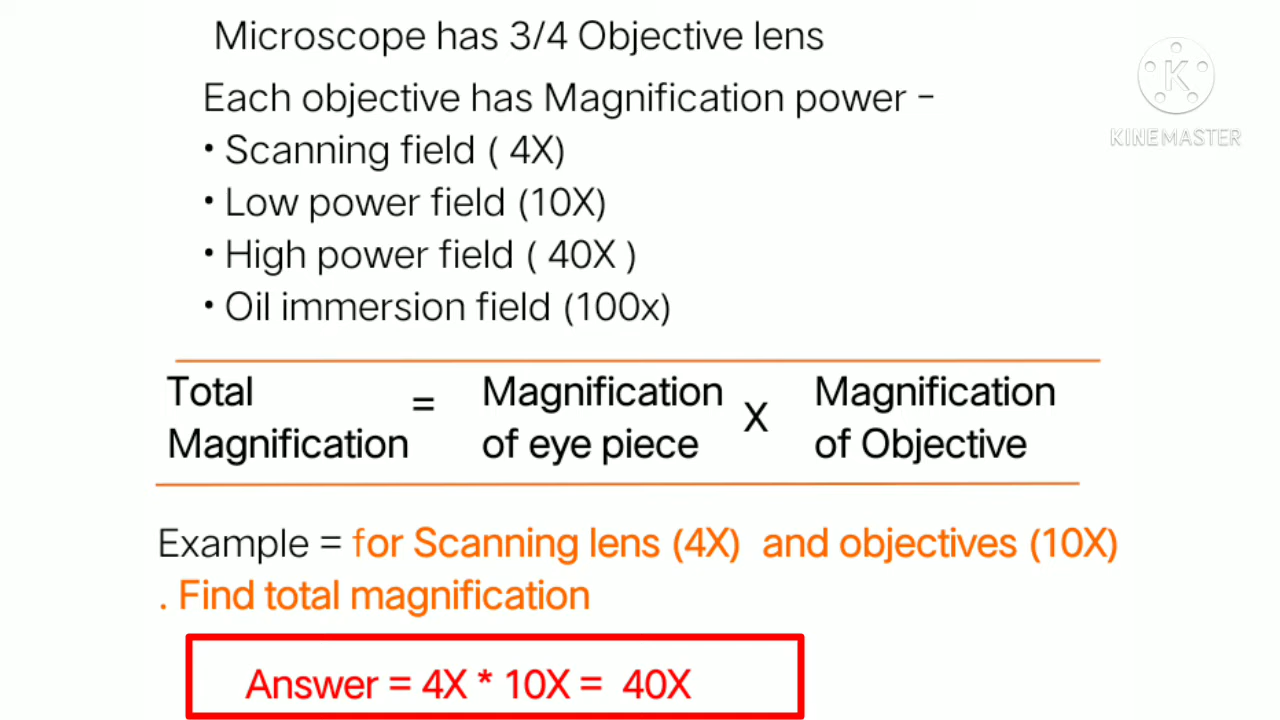 Microscope has 3/4 Objective lens
Each objective has Magnification power -
• Scanning field ( 4X)
• Low power field (10X)
• High power field ( 40X )
• Oil immersion field (100x)
K
KINEMASTER
Total Magnification = Magnification of eye piece X Magnification of Objective
Example = for Scanning lens (4X) and objectives (10X)
. Find total magnification
Answer = 4X * 10X = 40X